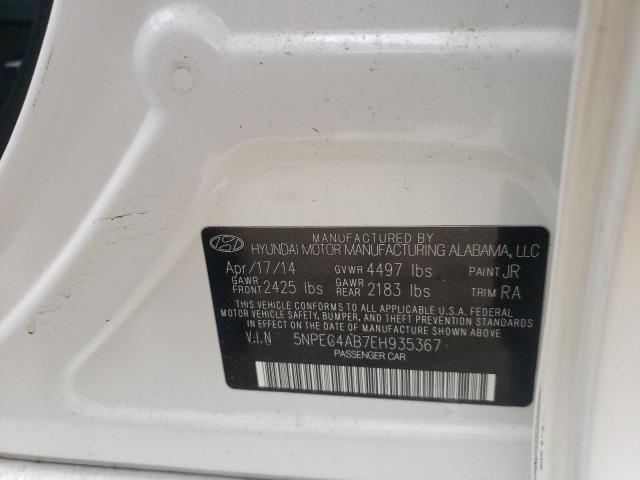 MANUFACTURED BY
HYUNDAI MOTOR MANUFACTURING ALABAMA, LLC
Apr/17/14 GVWR 4497 lbs PAINT JR
GAWR FRONT 2425 lbs GAWR REAR 2183 lbs TRIM RA
THIS VEHICLE CONFORMS TO ALL APPLICABLE U.S.A. FEDERAL
MOTOR VEHICLE SAFETY, BUMPER, AND THEFT PREVENTION STANDARDS
IN EFFECT ON THE DATE OF MANUFACTURE SHOWN ABOVE.
V.I.N 5NPEG4AB7EH935367
PASSENGER CAR